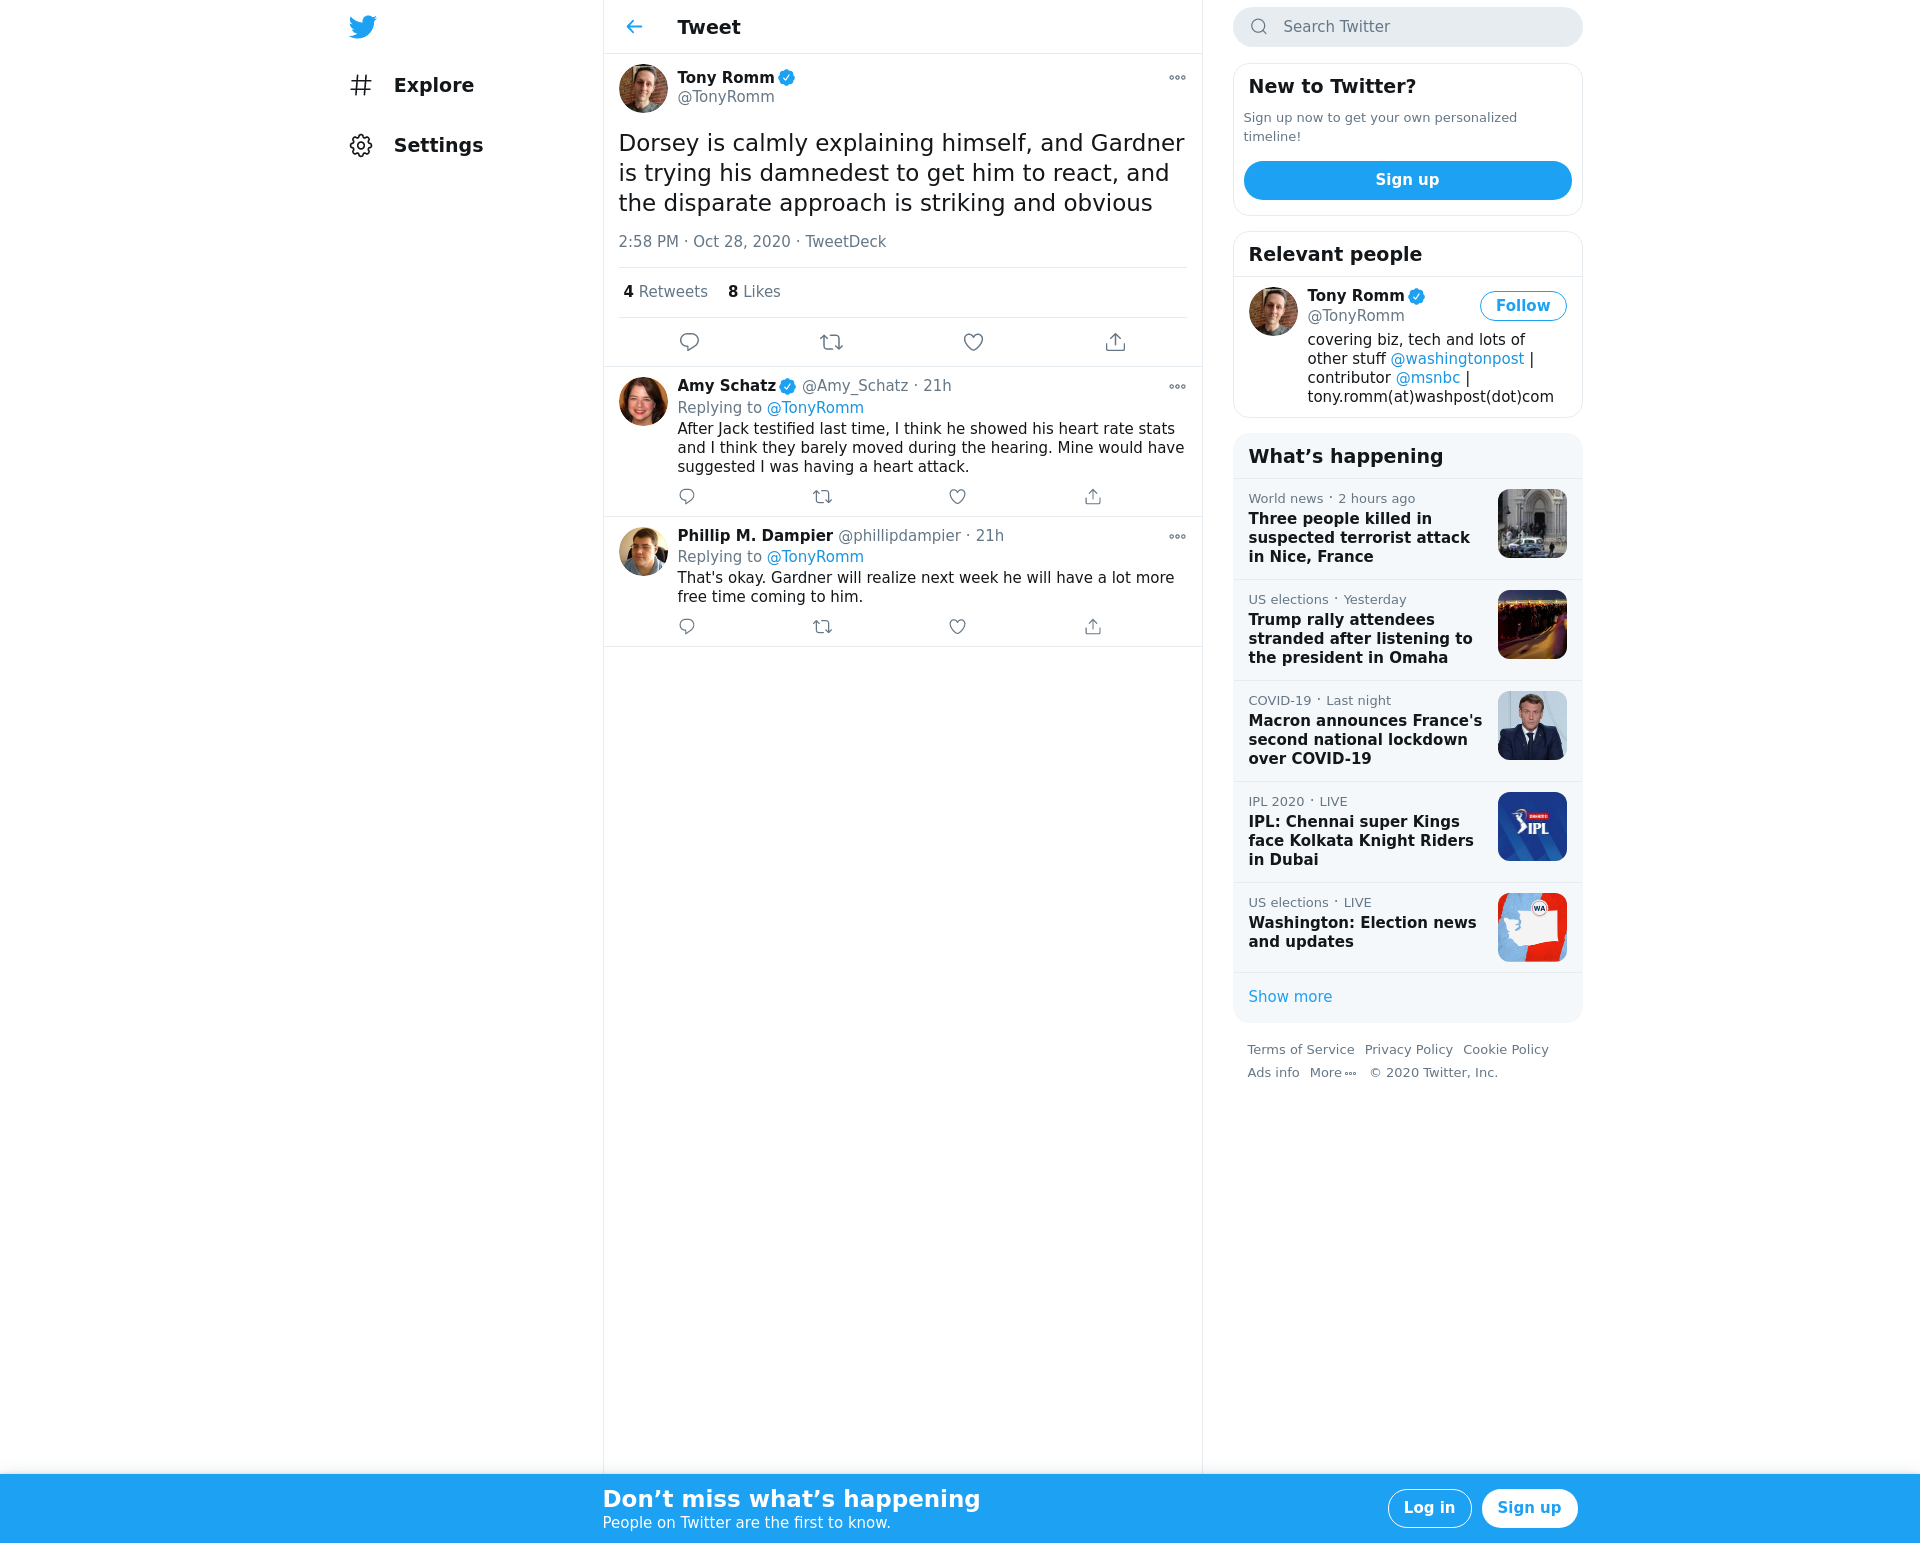 Explore
Settings
Tweet
Tony Romm
@TonyRomm
Dorsey is calmly explaining himself, and Gardner
is trying his damnedest to get him to react, and
the disparate approach is striking and obvious
2:58 PM · Oct 28, 2020 · TweetDeck
4 Retweets 8 Likes
Amy Schatz @Amy_Schatz · 21h
Replying to @TonyRomm
After Jack testified last time, I think he showed his heart rate stats
and I think they barely moved during the hearing. Mine would have
suggested I was having a heart attack.
Phillip M. Dampier @phillipdampier · 21h
Replying to @TonyRomm
That's okay. Gardner will realize next week he will have a lot more
free time coming to him.
Search Twitter
New to Twitter?
Sign up now to get your own personalized
timeline!
Sign up
Relevant people
Tony Romm
@TonyRomm
Follow
covering biz, tech and lots of
other stuff @washingtonpost |
contributor @msnbc |
tony.romm(at)washpost(dot)com
What’s happening
World news · 2 hours ago
Three people killed in
suspected terrorist attack
in Nice, France
US elections · Yesterday
Trump rally attendees
stranded after listening to
the president in Omaha
COVID-19 · Last night
Macron announces France's
second national lockdown
over COVID-19
IPL 2020 · LIVE
IPL: Chennai super Kings
face Kolkata Knight Riders
in Dubai
IPL
US elections · LIVE
Washington: Election news
and updates
WA
Show more
Terms of Service Privacy Policy Cookie Policy
Ads info More © 2020 Twitter, Inc.
Don’t miss what’s happening
People on Twitter are the first to know.
Log in
Sign up